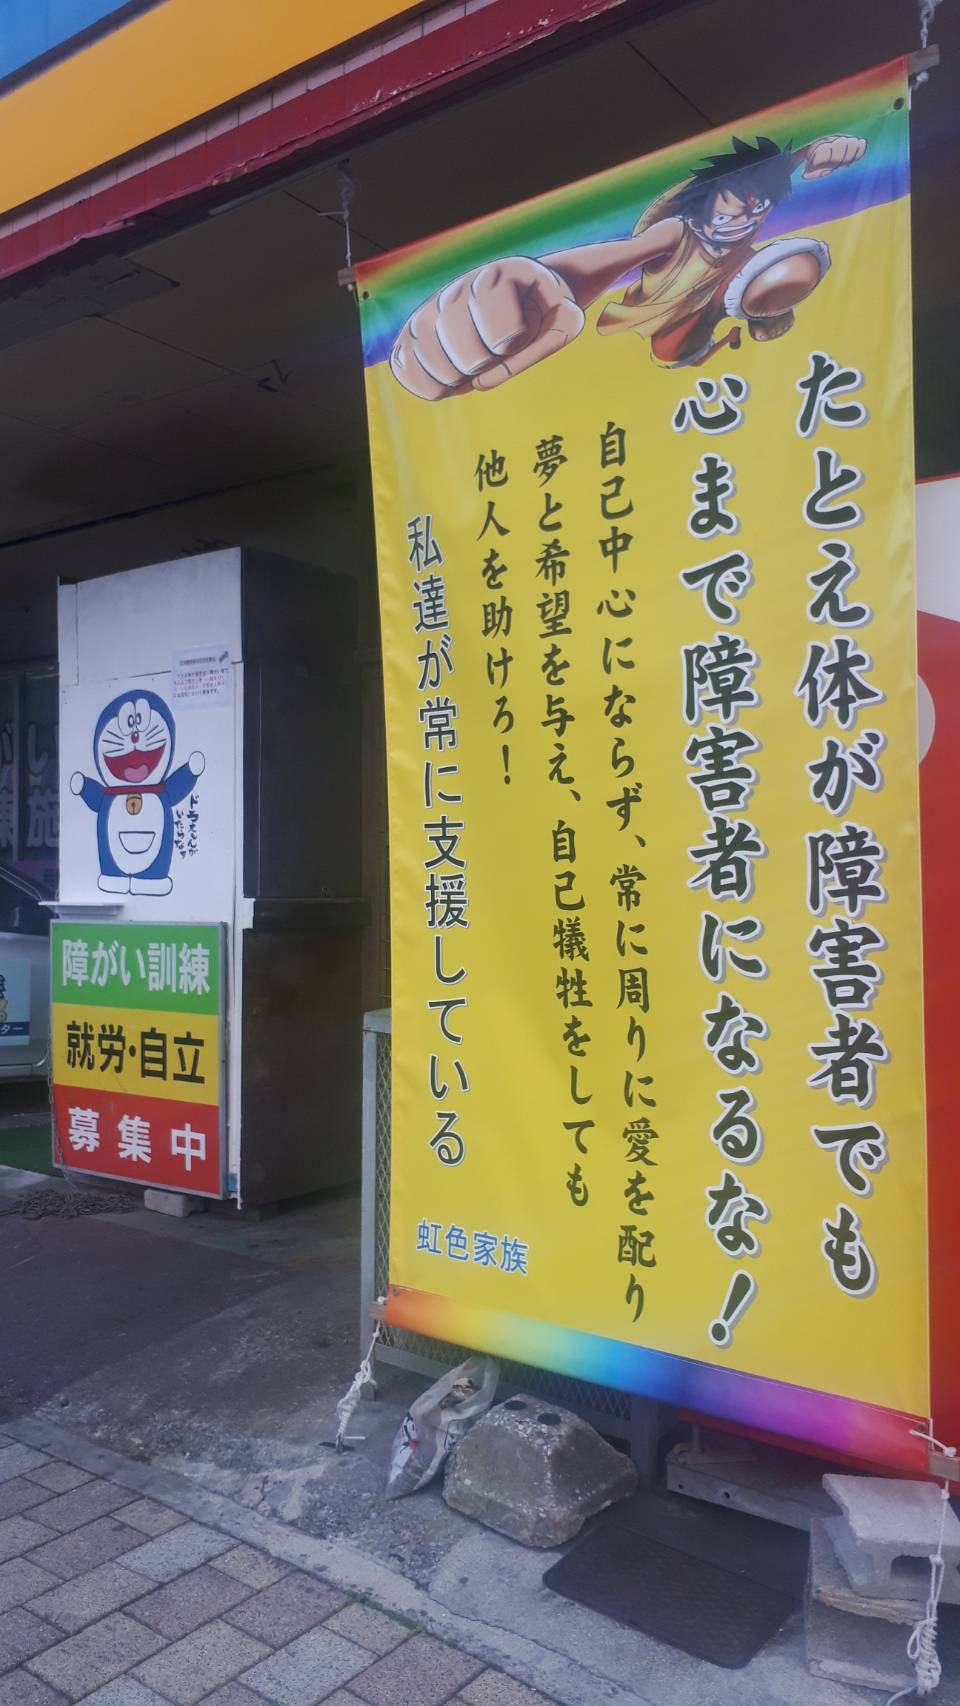 たとえ体が障害者でも
心まで障害者になるな!
自己中心にならず、常に周りに愛を配り
夢と希望を与え、自己犠牲をしても
他人を助けろ!
私達が常に支援している
虹色家族
障がい訓練
就労・自立
募集中